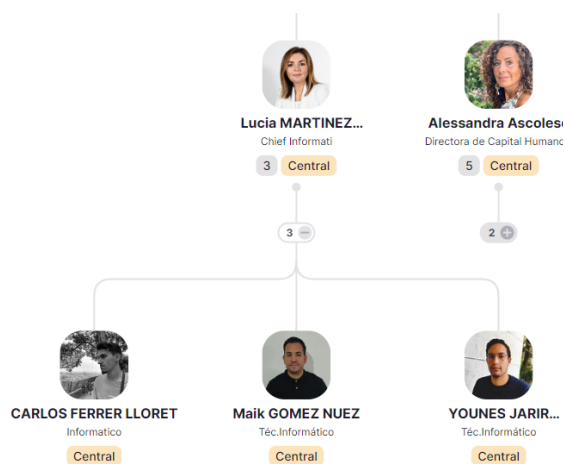 Lucia MARTINEZ...
Chief Informati
3 Central
Alessandra Ascoles
Directora de Capital Humano
5 Central
3
2
CARLOS FERRER LLORET
Informatico
Central
Maik GOMEZ NUEZ
Téc.Informático
Central
YOUNES JARIR...
Téc.Informático
Central